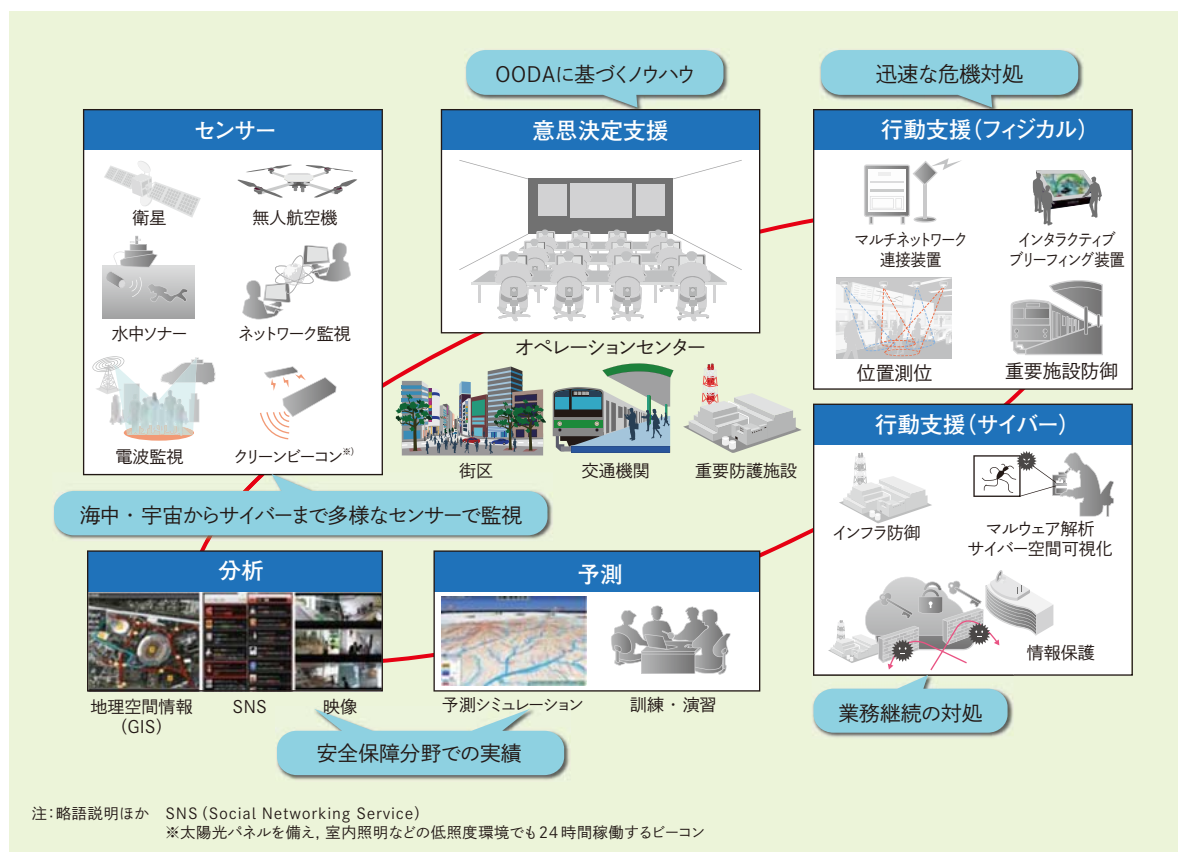 OODAに基づくノウハウ
迅速な危機対処
センサー
衛星
無人航空機
水中ソナー
ネットワーク監視
電波監視
クリーンビーコン※)
海中・宇宙からサイバーまで多様なセンサーで監視
意思決定支援
オペレーションセンター
街区
交通機関
重要防護施設
行動支援(フィジカル)
マルチネットワーク
連接装置
インタラクティブ
ブリーフィング装置
位置測位
重要施設防御
行動支援(サイバー)
インフラ防御
マルウェア解析
サイバー空間可視化
情報保護
業務継続の対処
分析
地理空間情報
(GIS)
SNS
映像
予測
予測シミュレーション
訓練・演習
安全保障分野での実績
注:略語説明ほか SNS(Social Networking Service)
※太陽光パネルを備え,室内照明などの低照度環境でも24時間稼働するビーコン